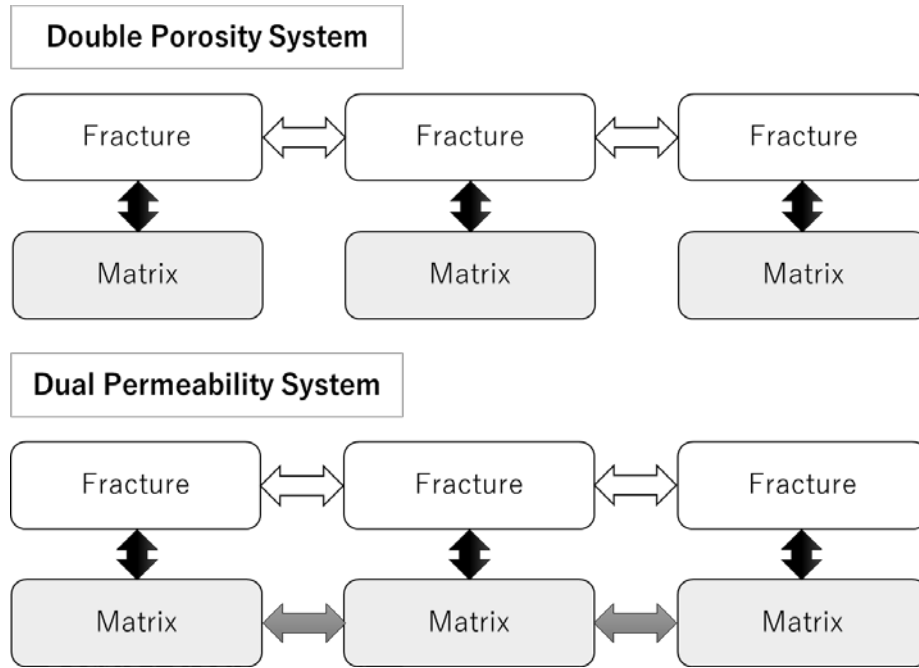 Double Porosity System
Fracture Fracture Fracture
Matrix Matrix Matrix
Dual Permeability System
Fracture Fracture Fracture
Matrix Matrix Matrix